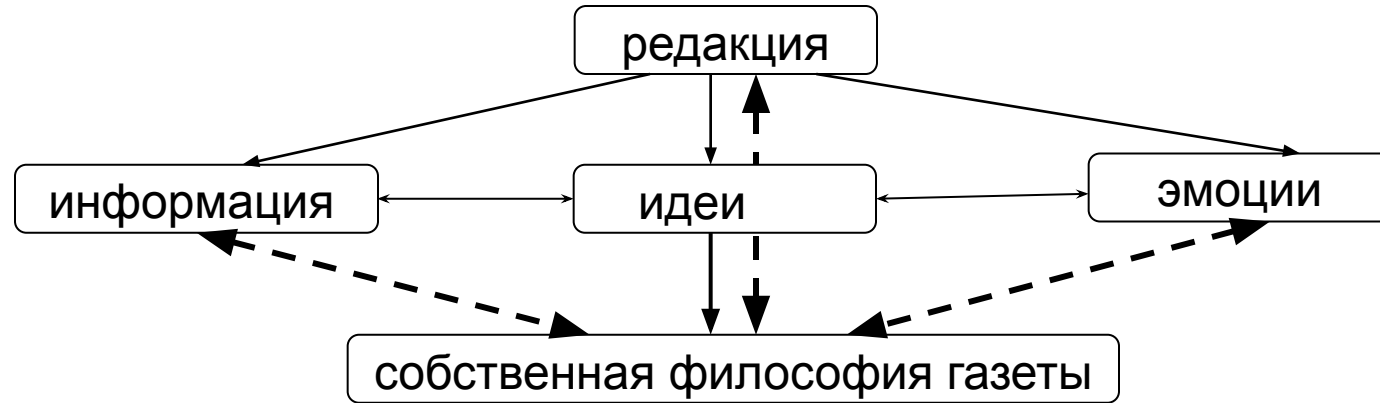 редакция
информация
идеи
эмоции
собственная философия газеты